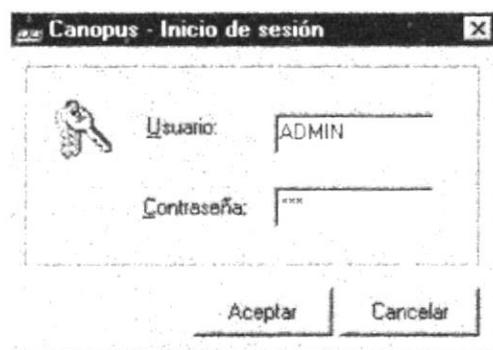 Canopus - Inicio de sesión
Usuario: ADMIN
Contraseña: ***
Aceptar Cancelar